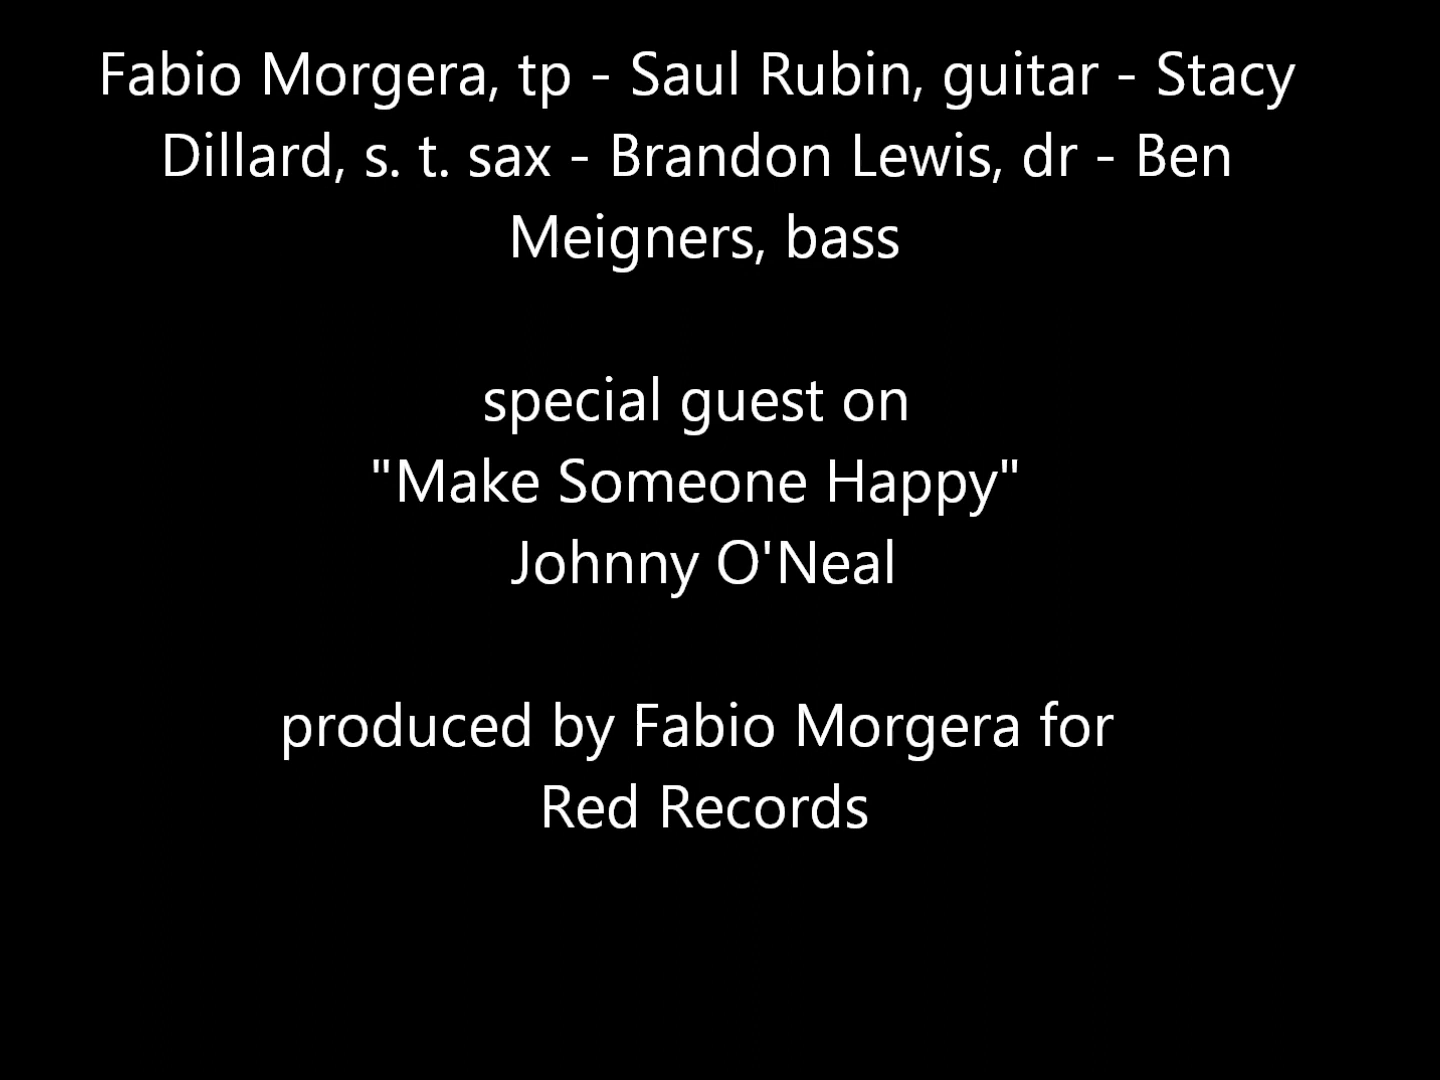 Fabio Morgera, tp - Saul Rubin, guitar - Stacy
Dillard, s. t. sax - Brandon Lewis, dr - Ben
Meigners, bass
special guest on
"Make Someone Happy"
Johnny O'Neal
produced by Fabio Morgera for
Red Records